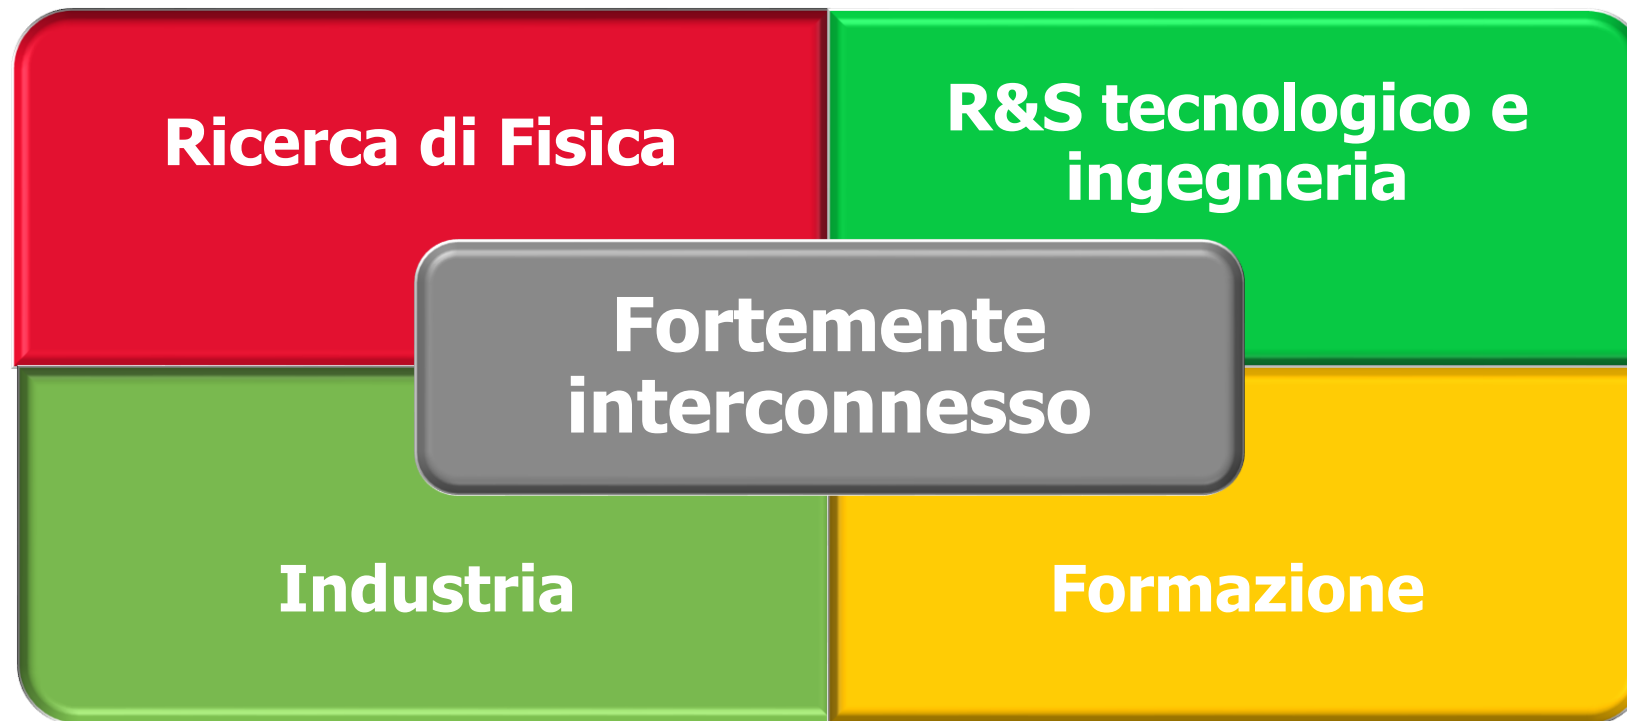 Ricerca di Fisica
R&S tecnologico e
ingegneria
Fortemente
interconnesso
Industria
Formazione